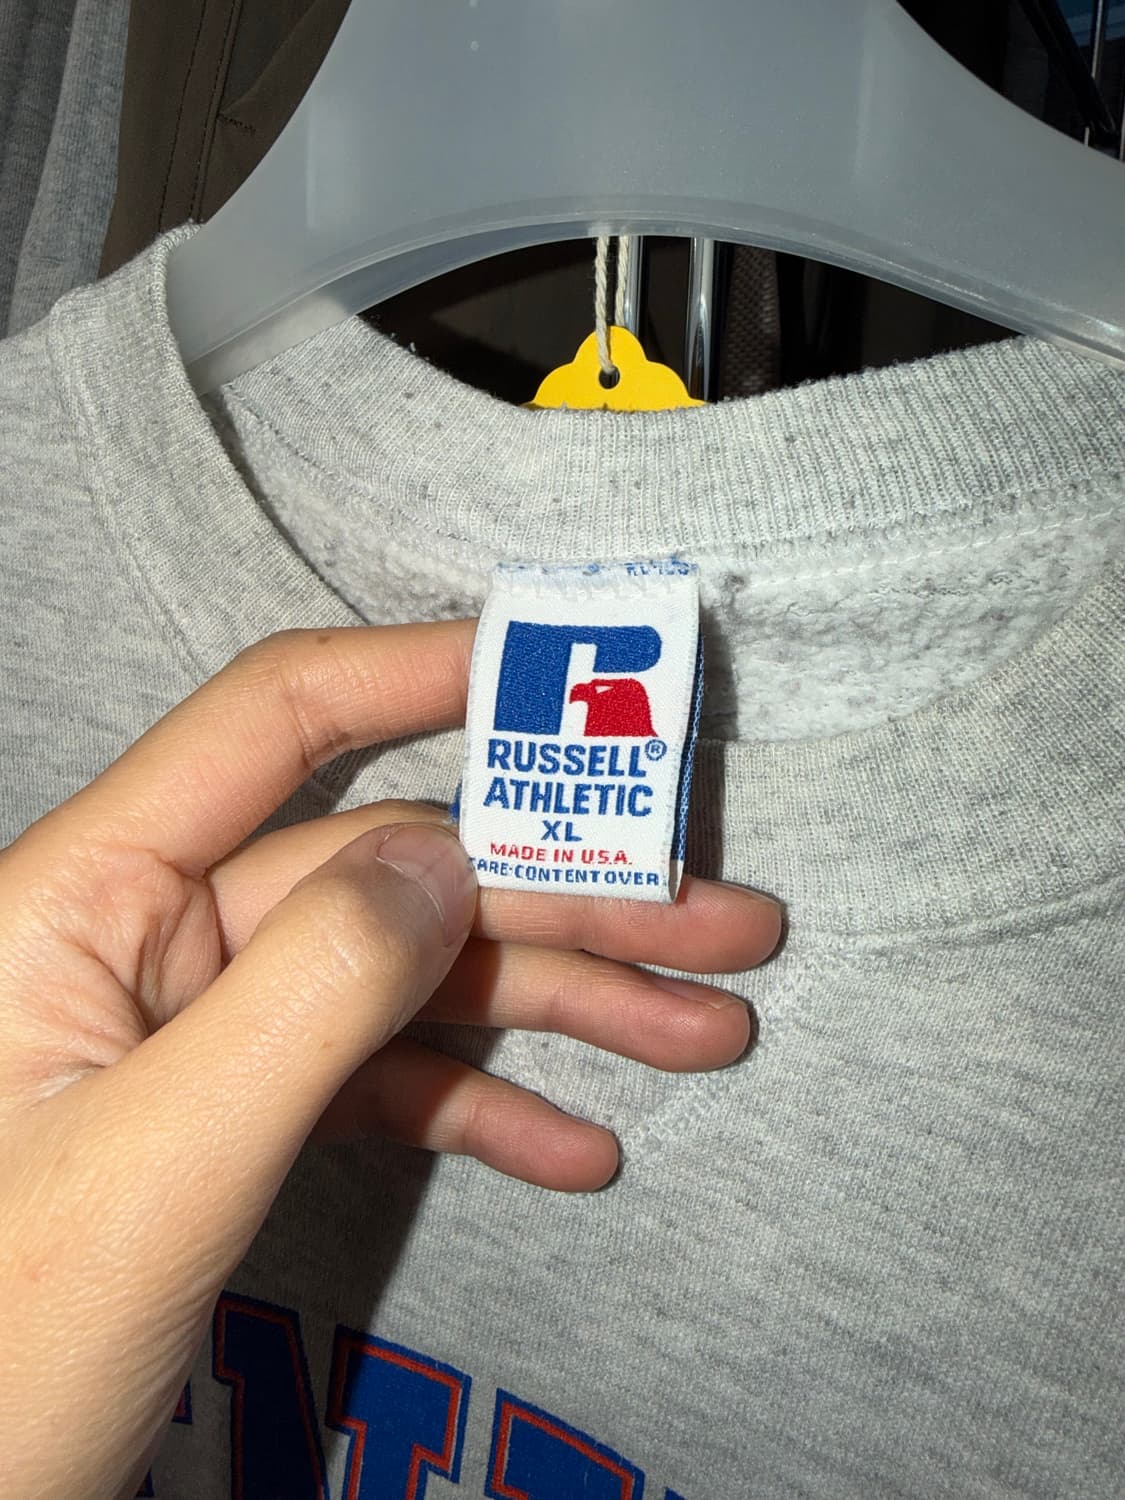 RUSSELL®
ATHLETIC
XL
MADE IN U.S.A.
CARE·CONTENT OVER